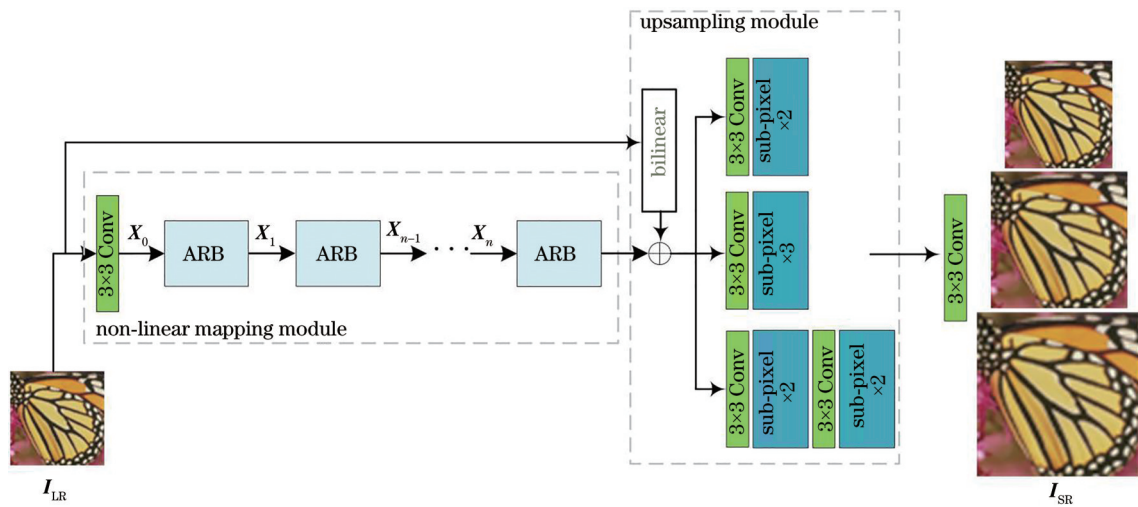 upsampling module
3×3 Conv
sub-pixel
×2
bilinear
3×3 Conv
X₀
ARB
X₁
ARB
Xₙ₋₁
· · ·
Xₙ
ARB
3×3 Conv
sub-pixel
×3
3×3 Conv
non-linear mapping module
3×3 Conv
sub-pixel
×2
3×3 Conv
sub-pixel
×2
I_LR
I_SR